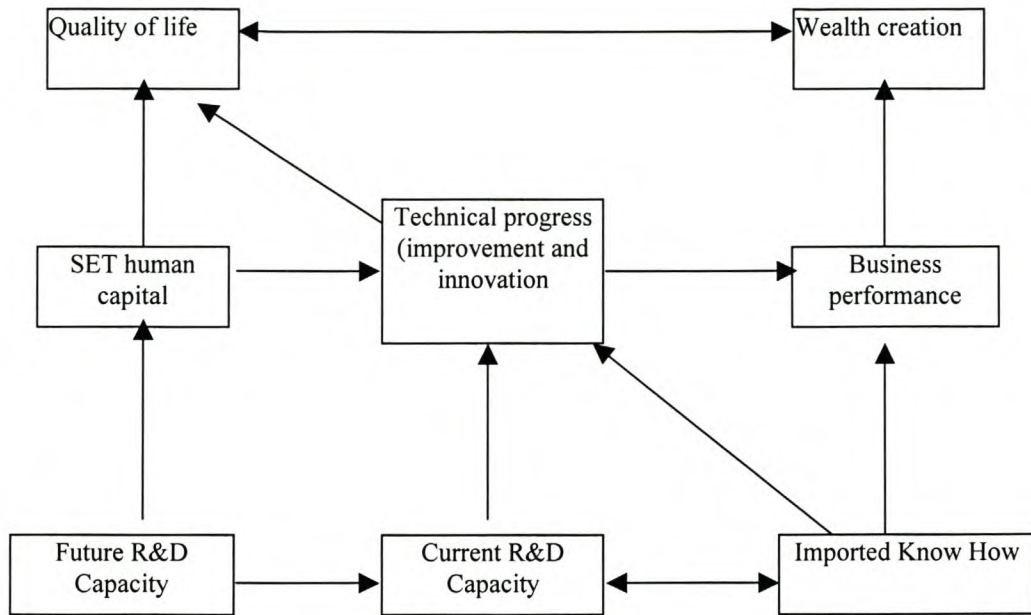 Quality of life
Wealth creation
Technical progress
(improvement and
innovation
SET human
capital
Business
performance
Future R&D
Capacity
Current R&D
Capacity
Imported Know How